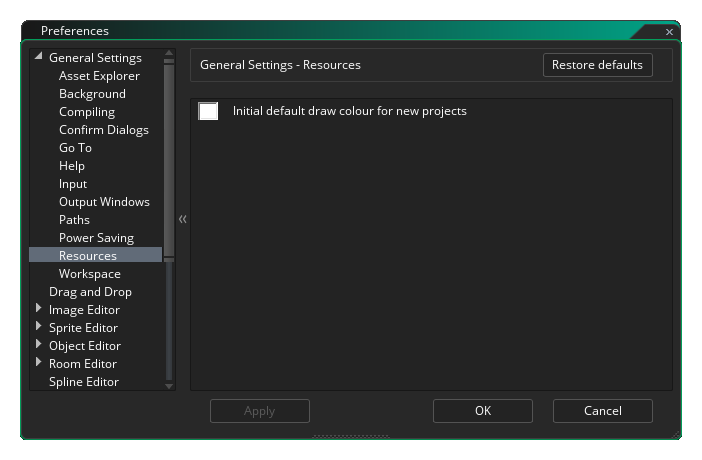 Preferences
General Settings
Asset Explorer
Background
Compiling
Confirm Dialogs
Go To
Help
Input
Output Windows
Paths
Power Saving
Resources
Workspace
Drag and Drop
Image Editor
Sprite Editor
Object Editor
Room Editor
Spline Editor
General Settings - Resources
Restore defaults
Initial default draw colour for new projects
Apply
OK
Cancel